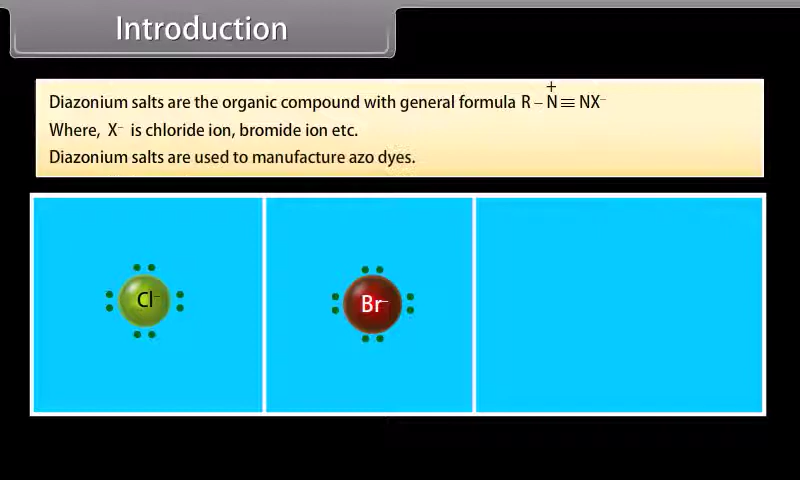 Introduction
Diazonium salts are the organic compound with general formula R – N⁺ ≡ NX⁻
Where, X⁻ is chloride ion, bromide ion etc.
Diazonium salts are used to manufacture azo dyes.
Cl⁻
Br⁻